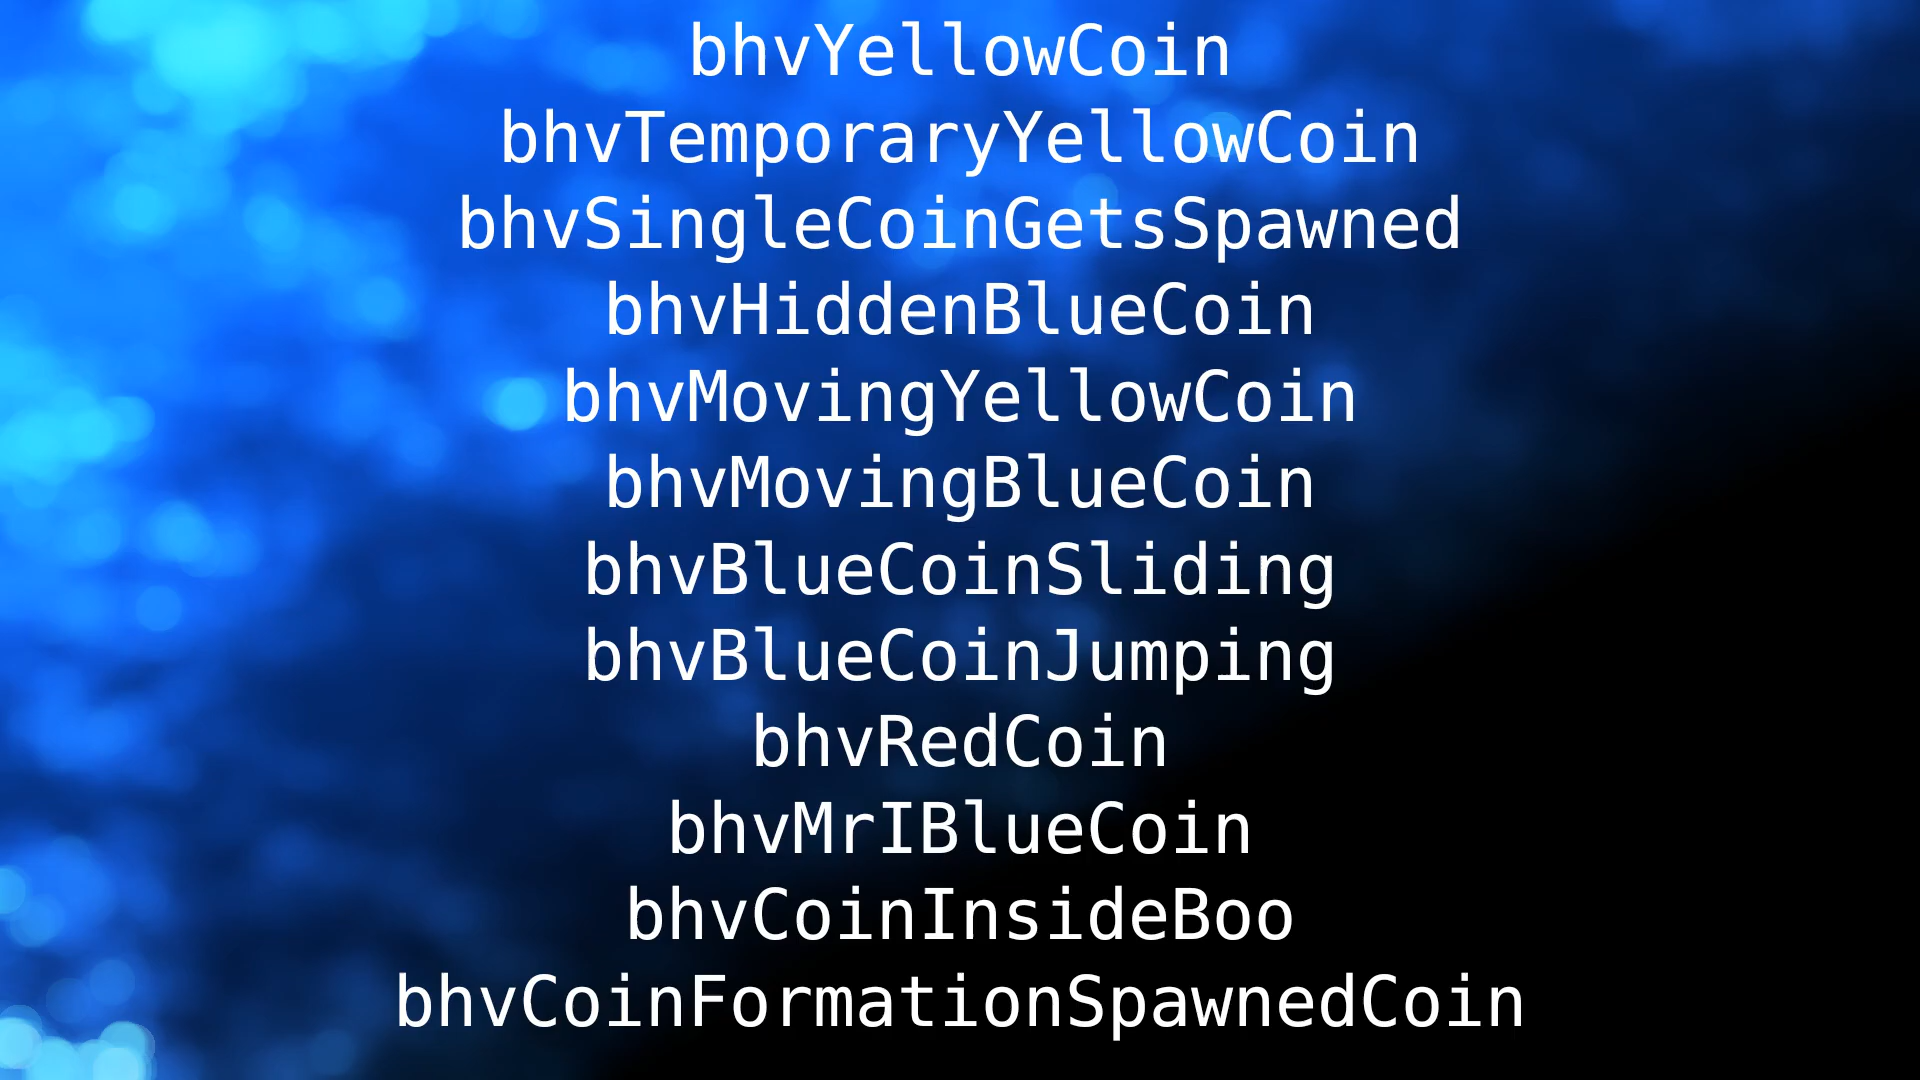 bhvYellowCoin
bhvTemporaryYellowCoin
bhvSingleCoinGetsSpawned
bhvHiddenBlueCoin
bhvMovingYellowCoin
bhvMovingBlueCoin
bhvBlueCoinSliding
bhvBlueCoinJumping
bhvRedCoin
bhvMrIBlueCoin
bhvCoinInsideBoo
bhvCoinFormationSpawnedCoin